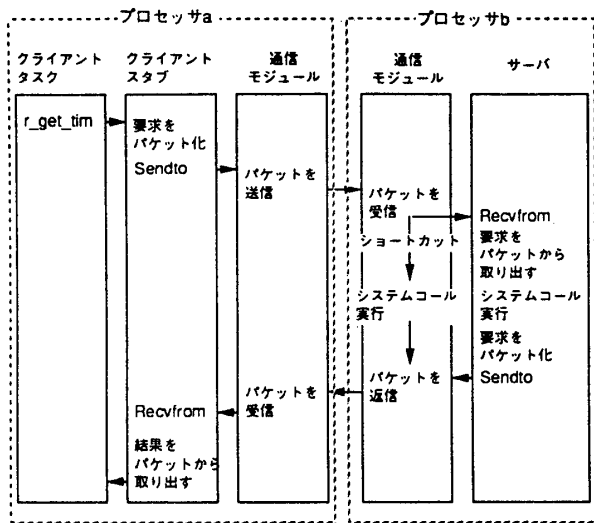 プロセッサa
プロセッサb
クライアント
タスク
クライアント
スタブ
通信
モジュール
通信
モジュール
サーバ
r_get_tim
要求を
パケット化
Sendto
パケットを
送信
パケットを
受信
ショートカット
システムコール
実行
パケットを
返信
Recvfrom
要求を
パケットから
取り出す
システムコール
実行
要求を
パケット化
Sendto
パケットを
受信
Recvfrom
結果を
パケットから
取り出す